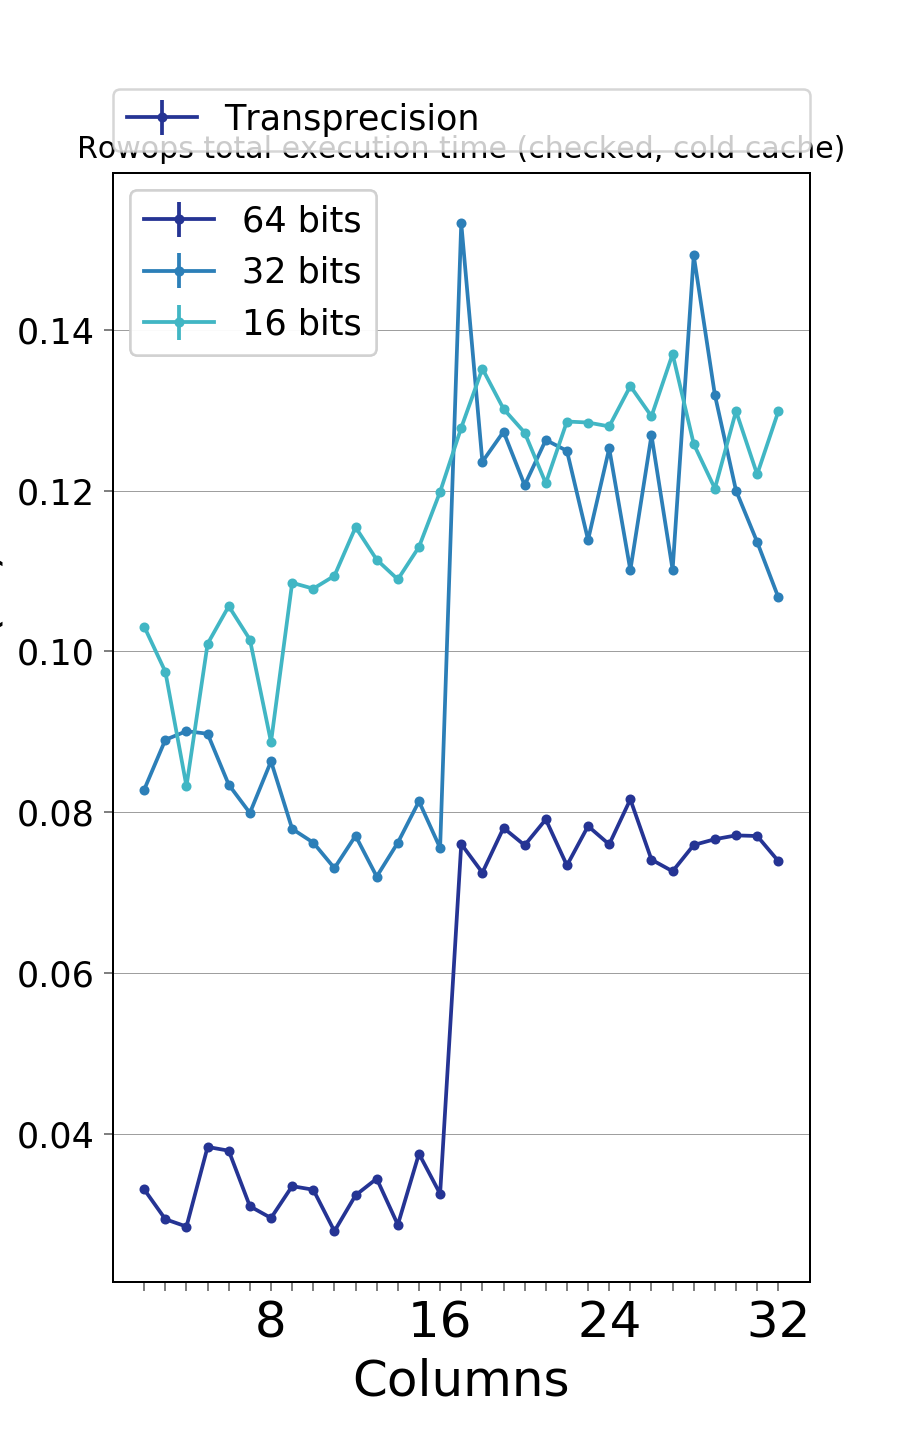 Transprecision
Rowops total execution time (checked, cold cache)
64 bits
32 bits
16 bits
0.14
0.12
0.10
0.08
0.06
0.04
8 16 24 32
Columns